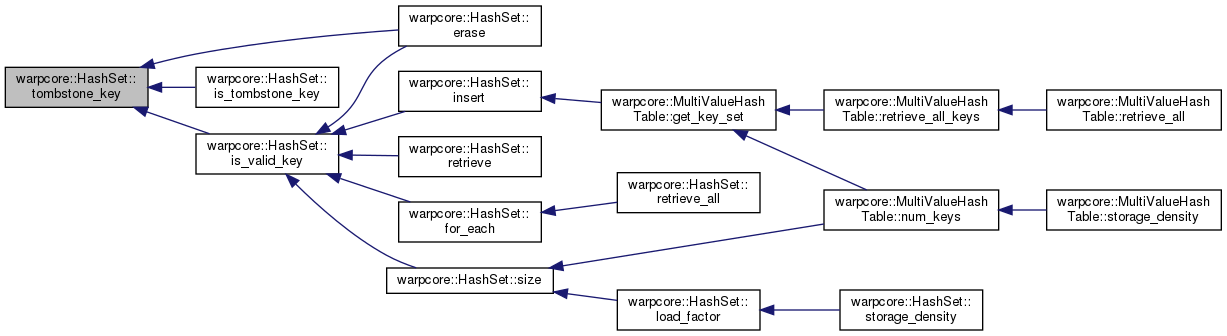 warpcore::HashSet::
tombstone_key
warpcore::HashSet::
erase
warpcore::HashSet::
is_tombstone_key
warpcore::HashSet::
is_valid_key
warpcore::HashSet::
insert
warpcore::HashSet::
retrieve
warpcore::HashSet::
for_each
warpcore::HashSet::size
warpcore::MultiValueHash
Table::get_key_set
warpcore::HashSet::
retrieve_all
warpcore::HashSet::
load_factor
warpcore::MultiValueHash
Table::retrieve_all_keys
warpcore::MultiValueHash
Table::num_keys
warpcore::HashSet::
storage_density
warpcore::MultiValueHash
Table::retrieve_all
warpcore::MultiValueHash
Table::storage_density